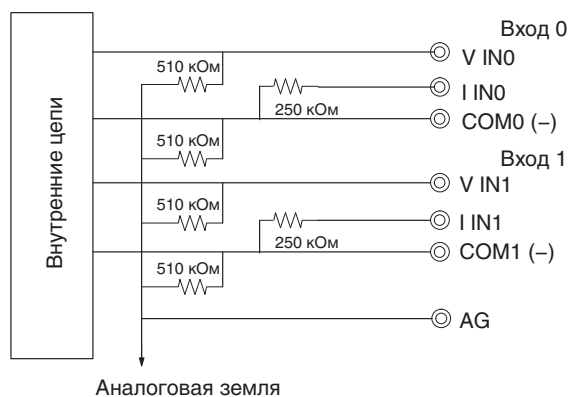 Вход 0
510 кОм
V IN0
I IN0
250 кОм
COM0 (–)
510 кОм
Вход 1
V IN1
510 кОм
I IN1
250 кОм
COM1 (–)
510 кОм
AG
Внутренние цепи
Аналоговая земля